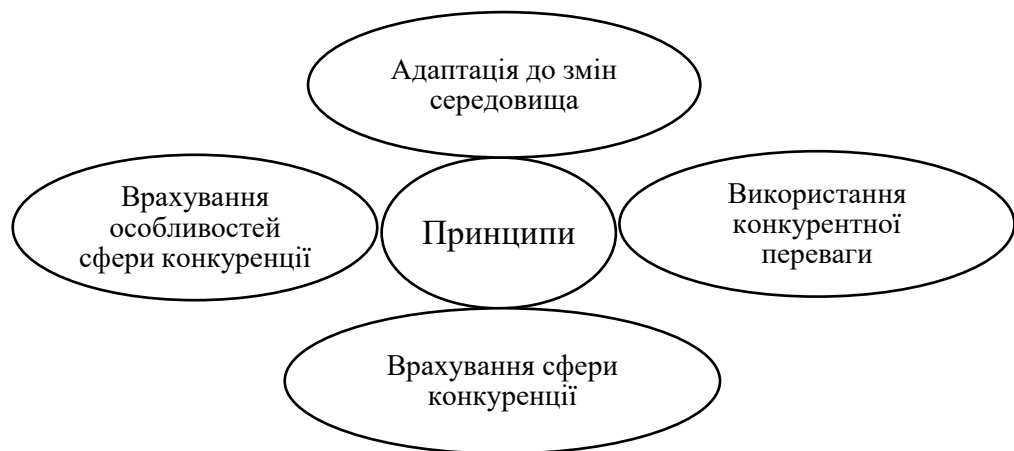 Адаптація до змін
середовища
Врахування
особливостей
сфери конкуренції
Принципи
Використання
конкурентної
переваги
Врахування сфери
конкуренції